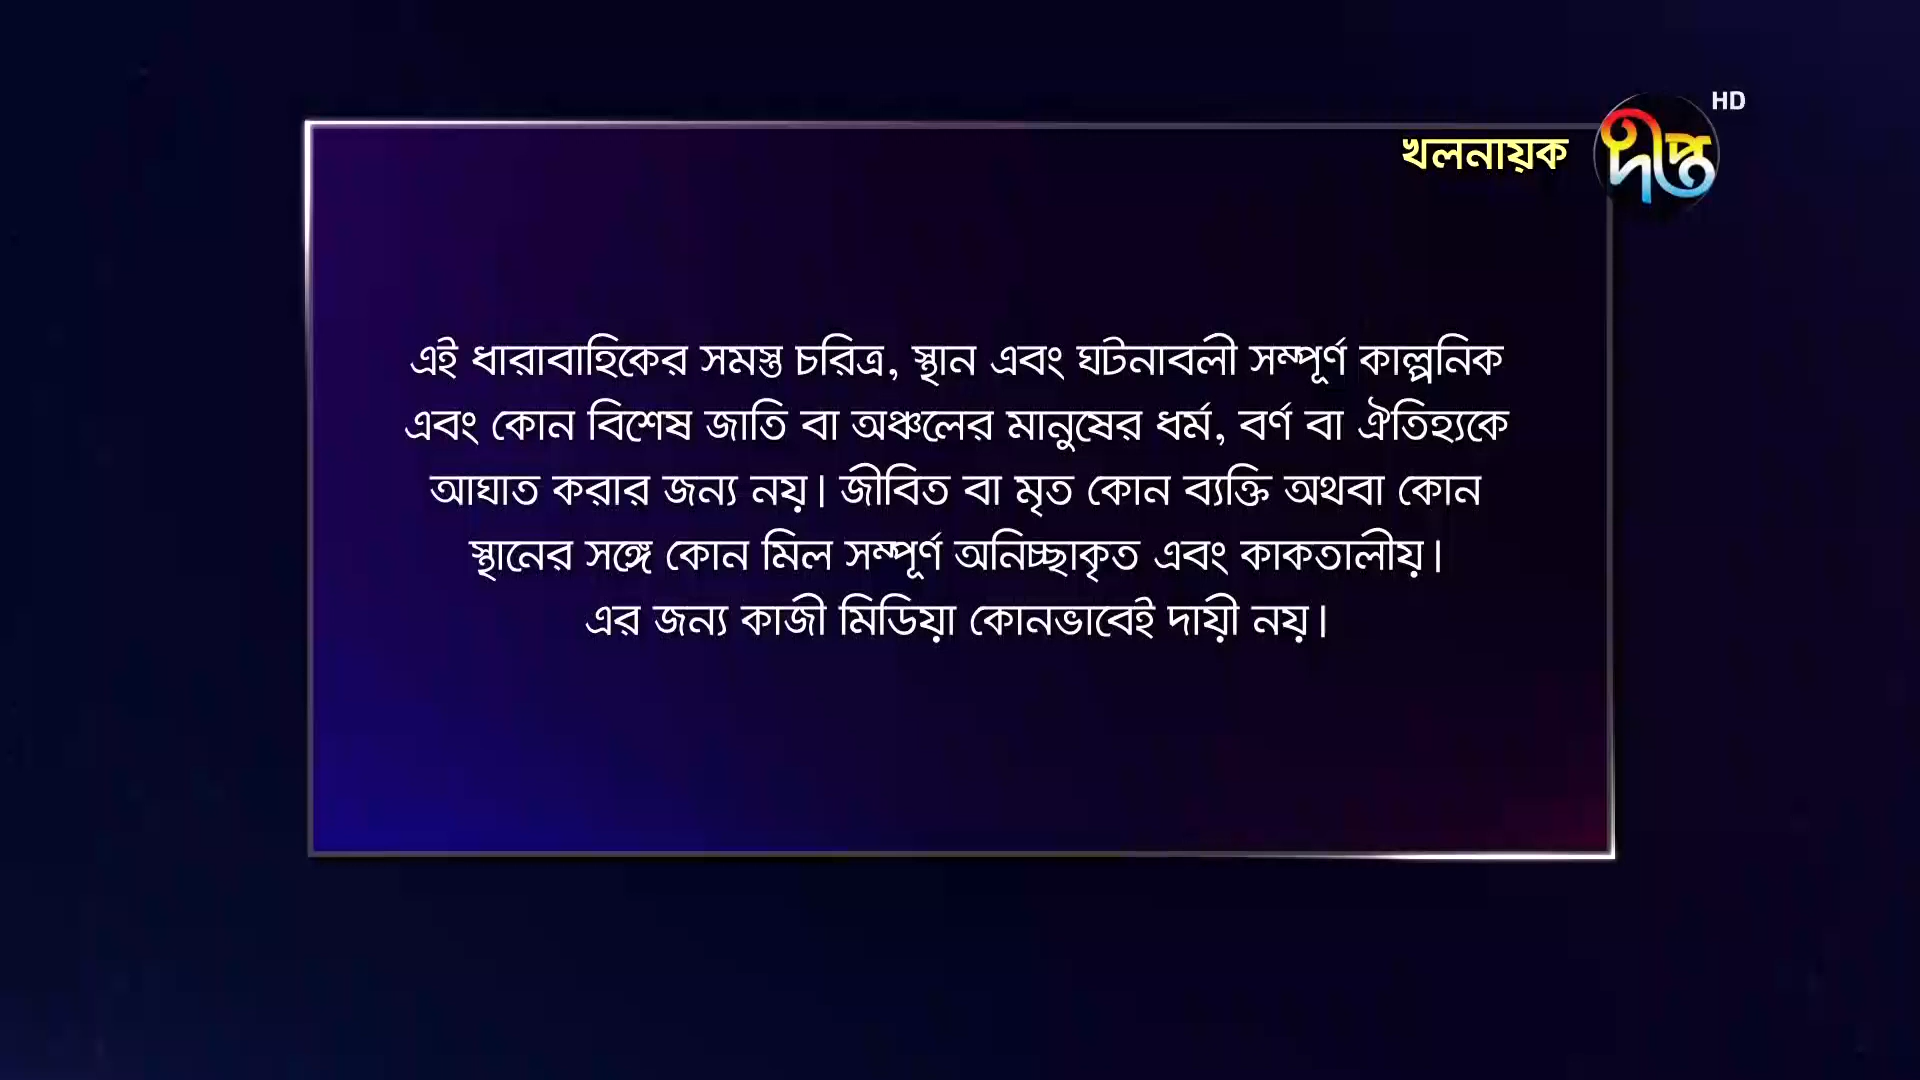 HD
খলনায়ক
দীপ্ত
এই ধারাবাহিকের সমস্ত চরিত্র, স্থান এবং ঘটনাবলী সম্পূর্ণ কাল্পনিক
এবং কোন বিশেষ জাতি বা অঞ্চলের মানুষের ধর্ম, বর্ণ বা ঐতিহ্যকে
আঘাত করার জন্য নয়। জীবিত বা মৃত কোন ব্যক্তি অথবা কোন
স্থানের সঙ্গে কোন মিল সম্পূর্ণ অনিচ্ছাকৃত এবং কাকতালীয়।
এর জন্য কাজী মিডিয়া কোনভাবেই দায়ী নয়।